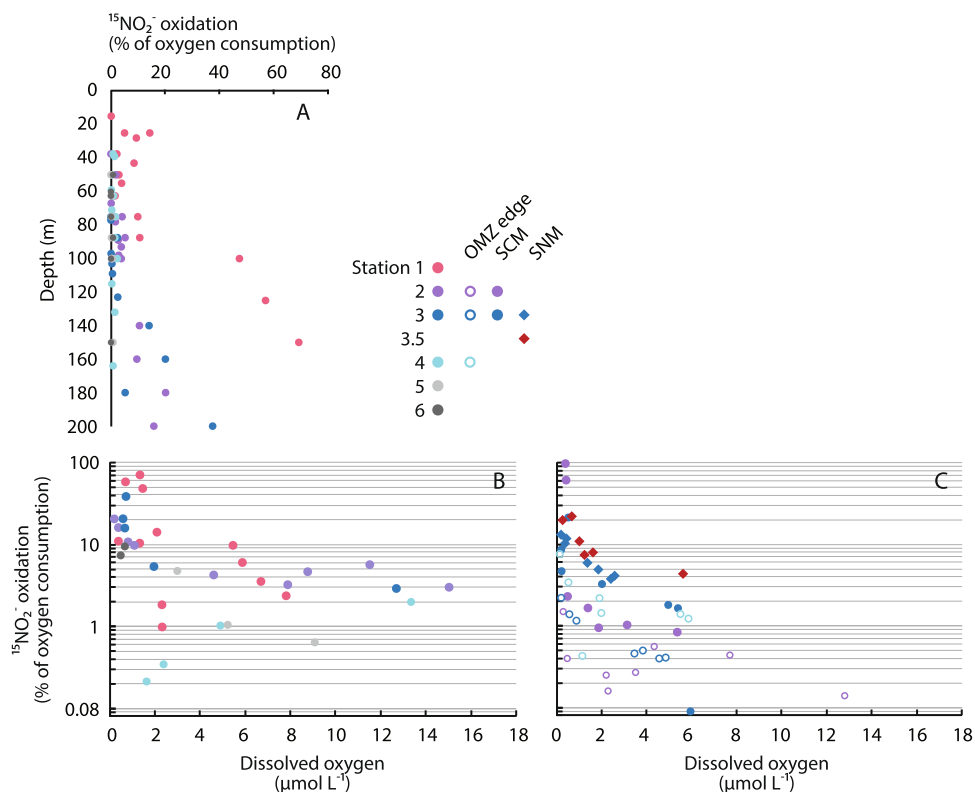 ¹⁵NO₂⁻ oxidation
(% of oxygen consumption)
0 20 40 60 80
A
0
20
40
60
80
100
120
140
160
180
200
Depth (m)
OMZ edge
SCM
SNM
Station 1
2
3
3.5
4
5
6
B
100
10
1
0.08
¹⁵NO₂⁻ oxidation
(% of oxygen consumption)
0 2 4 6 8 10 12 14 16 18
Dissolved oxygen
(µmol L⁻¹)
C
0 2 4 6 8 10 12 14 16 18
Dissolved oxygen
(µmol L⁻¹)